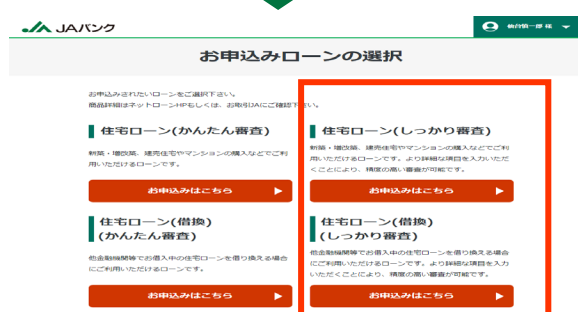 JAバンク
お申込みローンの選択
お申込みされたいローンをご選択下さい。
商品詳細はネットローンHPもしくは、お取引JAにご確認下さい。
住宅ローン(かんたん審査)
新築・増改築、建売住宅やマンションの購入などでご利
用いただけるローンです。
お申込みはこちら
住宅ローン(しっかり審査)
新築・増改築、建売住宅やマンションの購入などでご利
用いただけるローンです。より詳細な項目を入力いただ
くことにより、精度の高い審査が可能です。
お申込みはこちら
住宅ローン(借換)
(かんたん審査)
他金融機関等でお借入中の住宅ローンを借り換える場合
にご利用いただけるローンです。
お申込みはこちら
住宅ローン(借換)
(しっかり審査)
他金融機関等でお借入中の住宅ローンを借り換える場合
にご利用いただけるローンです。より詳細な項目を入力
いただくことにより、精度の高い審査が可能です。
お申込みはこちら